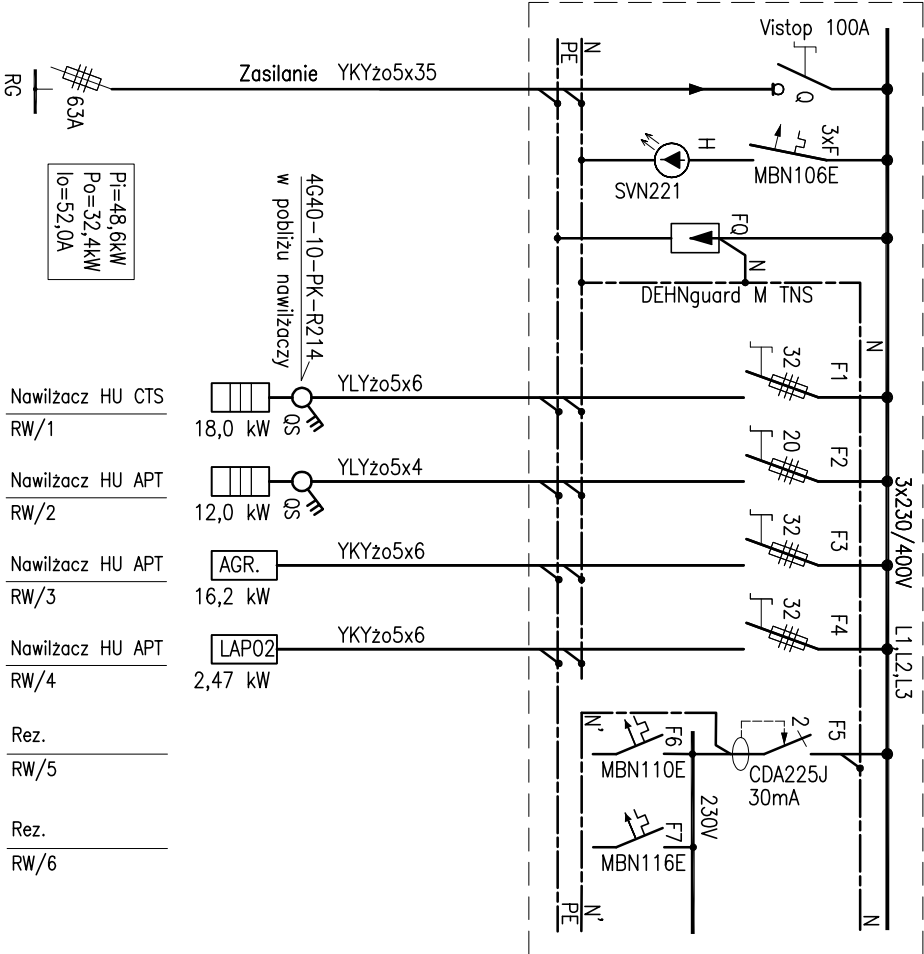 Vistop 100A
Q
N
PE
Zasilanie YKYżo5x35
63A
RG
3xF
MBN106E
H
SVN221
Pi=48,6kW
Po=32,4kW
Io=52,0A
4G40-10-PK-R214
w pobliżu nawilżaczy
FQ
N
DEHNguard M TNS
N
3x230/400V
L1,L2,L3
Nawilżacz HU CTS
RW/1
18,0 kW
QS
YLYżo5x6
32
F1
Nawilżacz HU APT
RW/2
12,0 kW
QS
YLYżo5x4
20
F2
Nawilżacz HU APT
RW/3
AGR.
16,2 kW
YKYżo5x6
32
F3
Nawilżacz HU APT
RW/4
LAP02
2,47 kW
YKYżo5x6
32
F4
Rez.
RW/5
N'
F6
MBN110E
2
F5
CDA225J
30mA
230V
Rez.
RW/6
F7
MBN116E
PE
N'
N